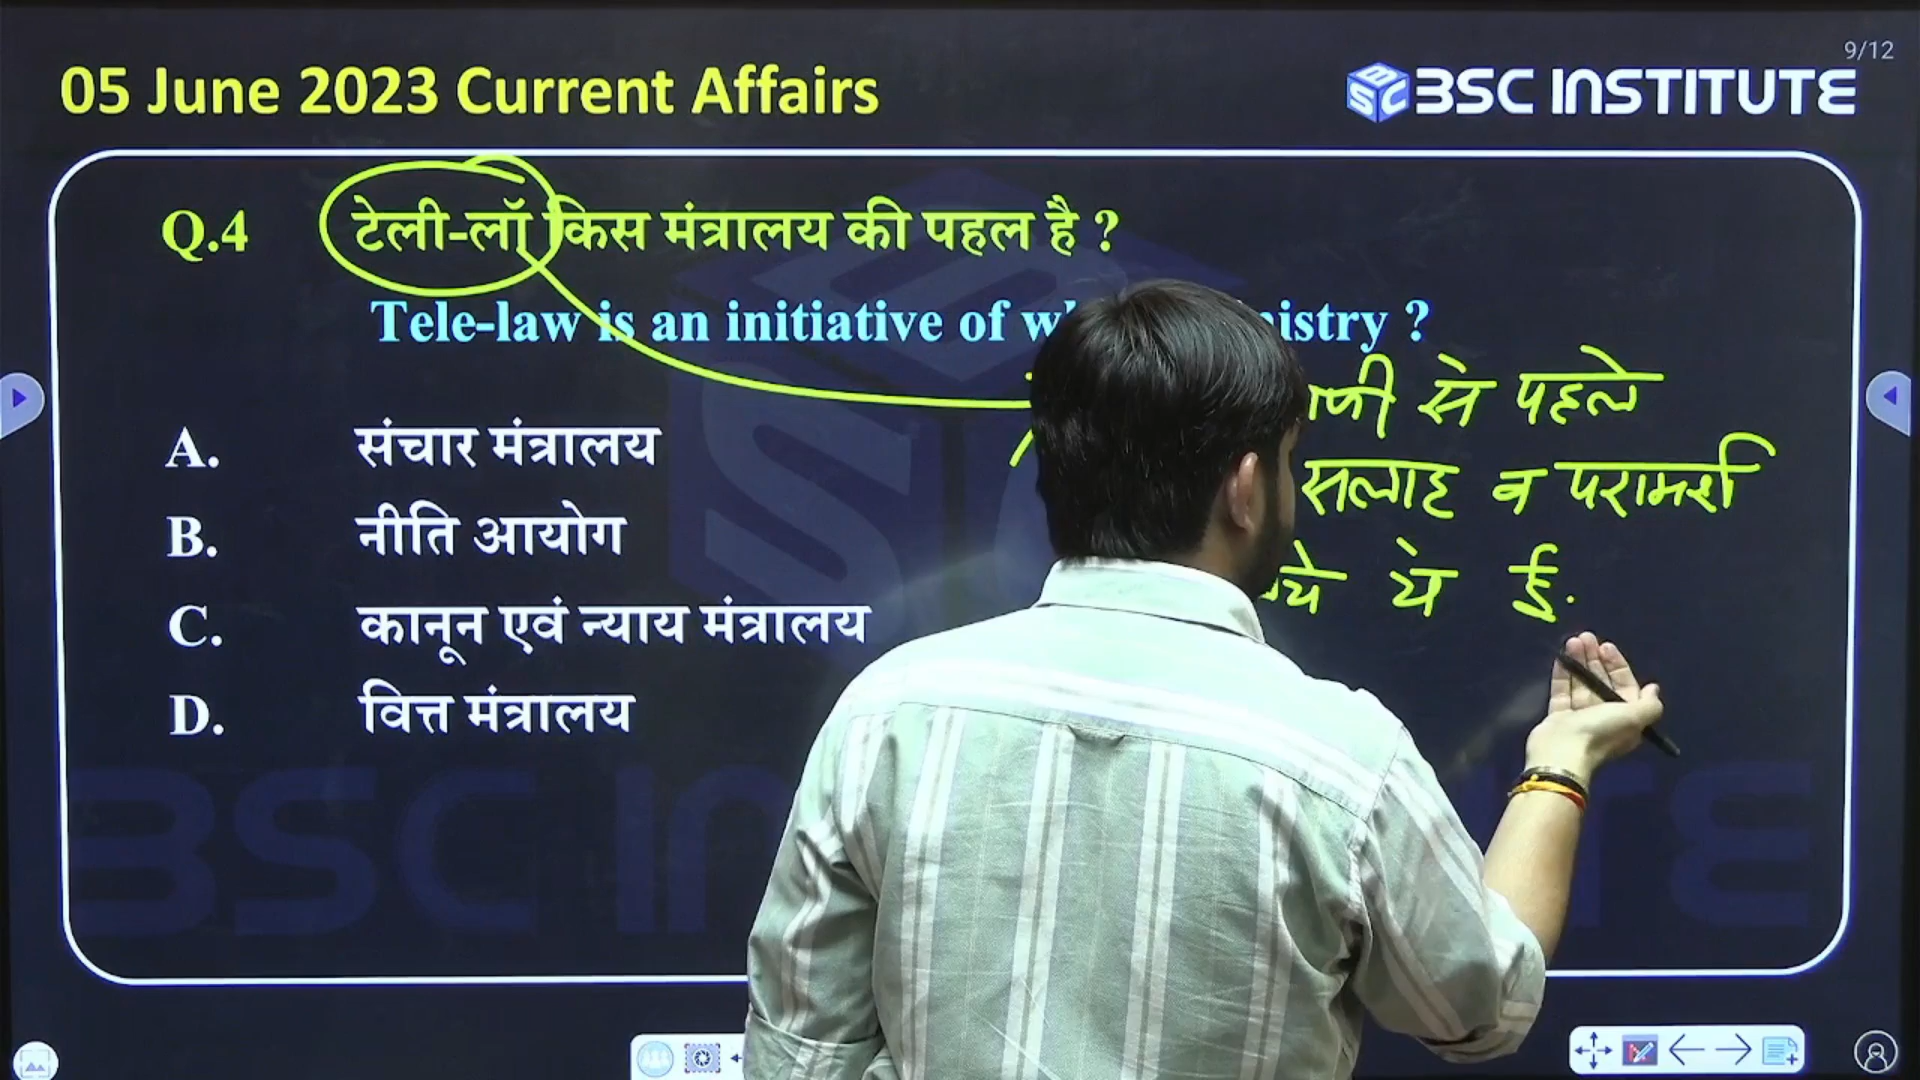 9/12
05 June 2023 Current Affairs
BSC INSTITUTE
Q.4 टेली-लॉ किस मंत्रालय की पहल है ?
Tele-law is an initiative of istry ?
से पहले
सलाह व परामर्श
A. संचार मंत्रालय
B. नीति आयोग
ये ई.
C. कानून एवं न्याय मंत्रालय
D. वित्त मंत्रालय